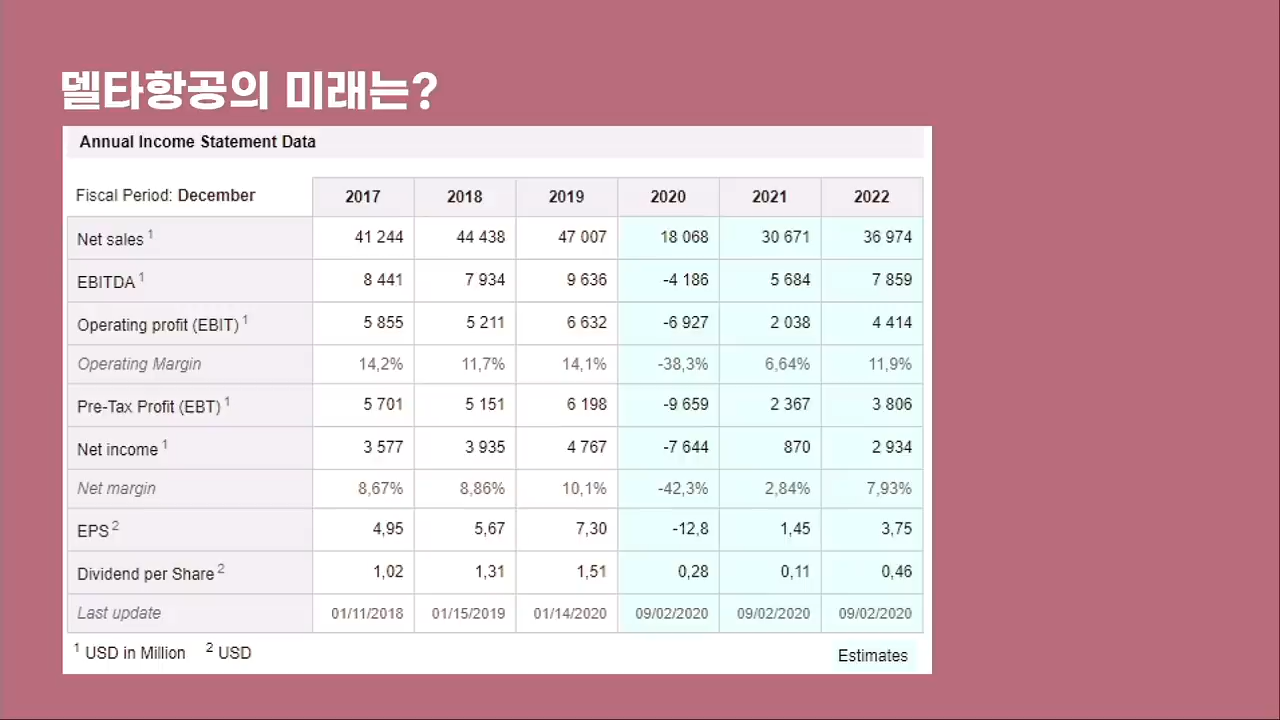 델타항공의 미래는?
Annual Income Statement Data
Fiscal Period: December 2017 2018 2019 2020 2021 2022
Net sales 1 41 244 44 438 47 007 18 068 30 671 36 974
EBITDA 1 8 441 7 934 9 636 -4 186 5 684 7 859
Operating profit (EBIT) 1 5 855 5 211 6 632 -6 927 2 038 4 414
Operating Margin 14,2% 11,7% 14,1% -38,3% 6,64% 11,9%
Pre-Tax Profit (EBT) 1 5 701 5 151 6 198 -9 659 2 367 3 806
Net income 1 3 577 3 935 4 767 -7 644 870 2 934
Net margin 8,67% 8,86% 10,1% -42,3% 2,84% 7,93%
EPS 2 4,95 5,67 7,30 -12,8 1,45 3,75
Dividend per Share 2 1,02 1,31 1,51 0,28 0,11 0,46
Last update 01/11/2018 01/15/2019 01/14/2020 09/02/2020 09/02/2020 09/02/2020
1 USD in Million 2 USD
Estimates